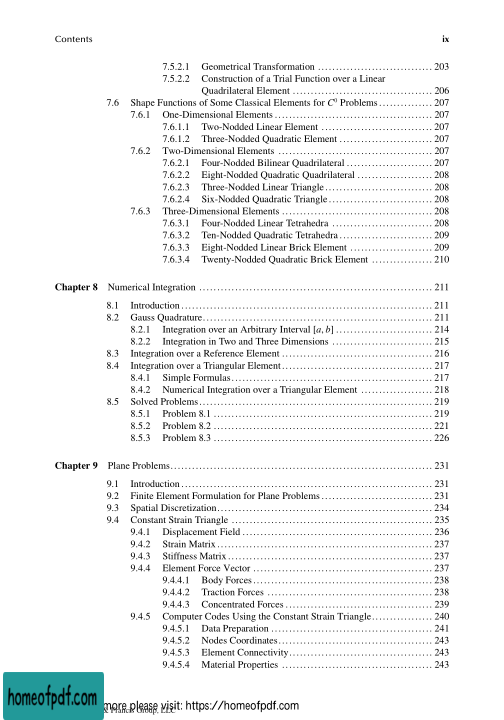 Contents ix
7.5.2.1 Geometrical Transformation ................................ 203
7.5.2.2 Construction of a Trial Function over a Linear
Quadrilateral Element ....................................... 206
7.6 Shape Functions of Some Classical Elements for C⁰ Problems ............... 207
7.6.1 One-Dimensional Elements ............................................ 207
7.6.1.1 Two-Nodded Linear Element ............................... 207
7.6.1.2 Three-Nodded Quadratic Element .......................... 207
7.6.2 Two-Dimensional Elements ........................................... 207
7.6.2.1 Four-Nodded Bilinear Quadrilateral ........................ 207
7.6.2.2 Eight-Nodded Quadratic Quadrilateral ..................... 208
7.6.2.3 Three-Nodded Linear Triangle .............................. 208
7.6.2.4 Six-Nodded Quadratic Triangle ............................. 208
7.6.3 Three-Dimensional Elements .......................................... 208
7.6.3.1 Four-Nodded Linear Tetrahedra ............................ 208
7.6.3.2 Ten-Nodded Quadratic Tetrahedra .......................... 209
7.6.3.3 Eight-Nodded Linear Brick Element ....................... 209
7.6.3.4 Twenty-Nodded Quadratic Brick Element ................. 210
Chapter 8 Numerical Integration ................................................................. 211
8.1 Introduction ...................................................................... 211
8.2 Gauss Quadrature ................................................................ 211
8.2.1 Integration over an Arbitrary Interval [a, b] ........................... 214
8.2.2 Integration in Two and Three Dimensions ............................. 215
8.3 Integration over a Reference Element .......................................... 216
8.4 Integration over a Triangular Element .......................................... 217
8.4.1 Simple Formulas ........................................................ 217
8.4.2 Numerical Integration over a Triangular Element ..................... 218
8.5 Solved Problems ................................................................. 219
8.5.1 Problem 8.1 ............................................................. 219
8.5.2 Problem 8.2 ............................................................. 221
8.5.3 Problem 8.3 ............................................................. 226
Chapter 9 Plane Problems ......................................................................... 231
9.1 Introduction ...................................................................... 231
9.2 Finite Element Formulation for Plane Problems ............................... 231
9.3 Spatial Discretization ............................................................ 234
9.4 Constant Strain Triangle ........................................................ 235
9.4.1 Displacement Field ..................................................... 236
9.4.2 Strain Matrix ............................................................ 237
9.4.3 Stiffness Matrix ......................................................... 237
9.4.4 Element Force Vector .................................................. 237
9.4.4.1 Body Forces .................................................. 238
9.4.4.2 Traction Forces .............................................. 238
9.4.4.3 Concentrated Forces ......................................... 239
9.4.5 Computer Codes Using the Constant Strain Triangle ................. 240
9.4.5.1 Data Preparation ............................................. 241
9.4.5.2 Nodes Coordinates ........................................... 243
9.4.5.3 Element Connectivity ........................................ 243
9.4.5.4 Material Properties .......................................... 243
homeofpdf.com
more please visit: https://homeofpdf.com
Francis Group, LLC